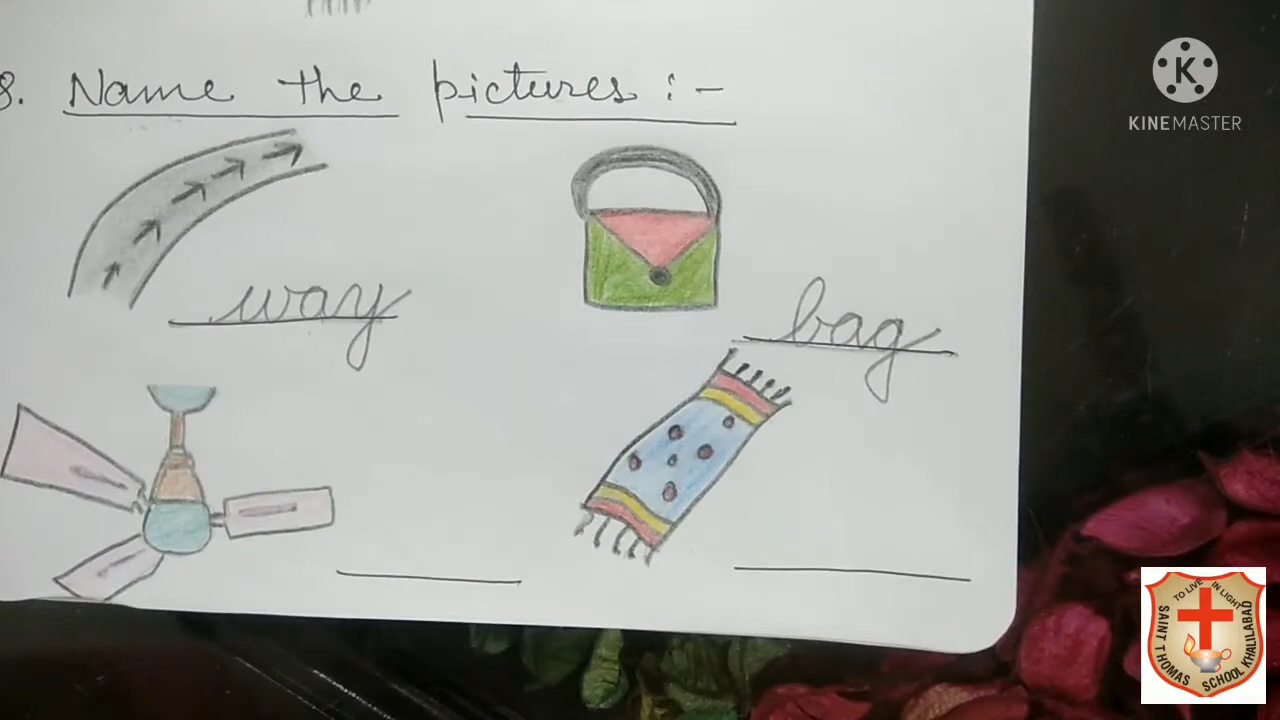 8. Name the pictures :-
way
bag
KINEMASTER
TO LIVE IN LIGHT
SAINT THOMAS SCHOOL KHALILABAD